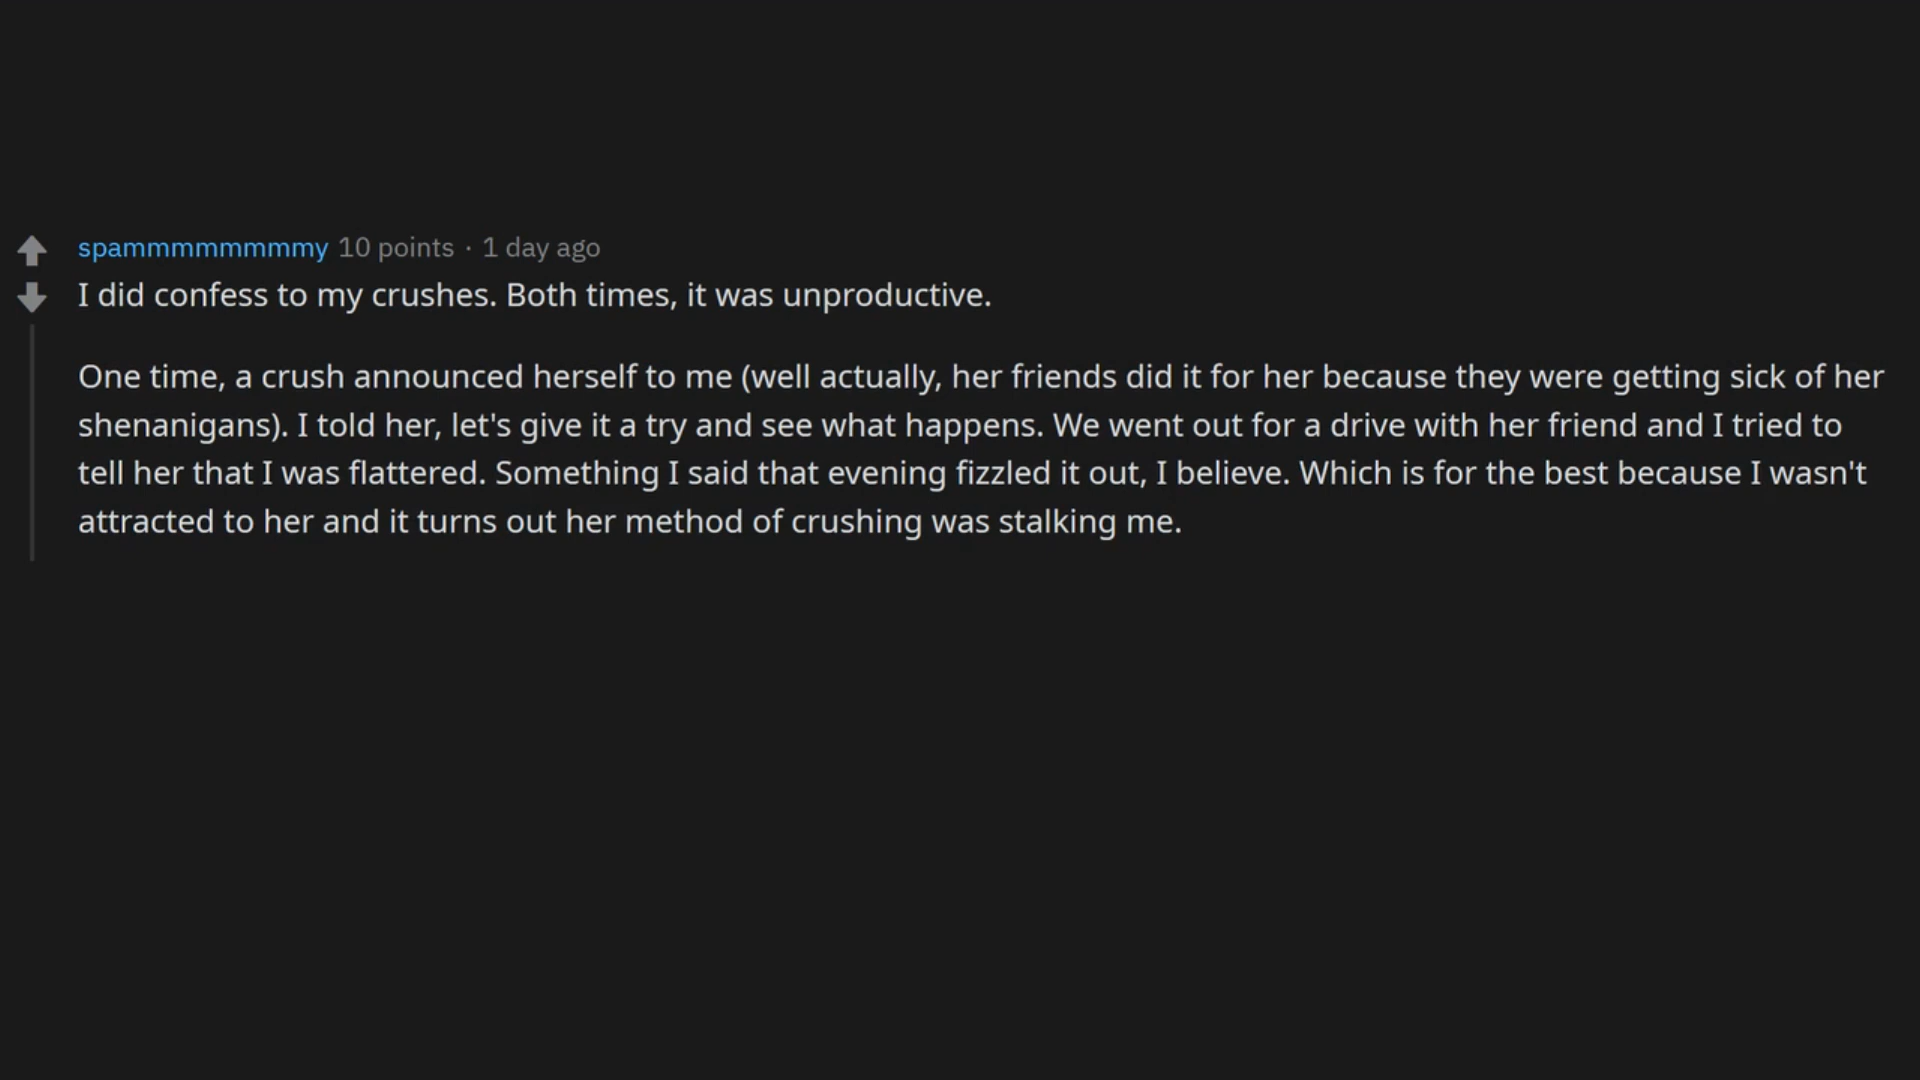 spammmmmmmmy 10 points · 1 day ago
I did confess to my crushes. Both times, it was unproductive.
One time, a crush announced herself to me (well actually, her friends did it for her because they were getting sick of her
shenanigans). I told her, let's give it a try and see what happens. We went out for a drive with her friend and I tried to
tell her that I was flattered. Something I said that evening fizzled it out, I believe. Which is for the best because I wasn't
attracted to her and it turns out her method of crushing was stalking me.